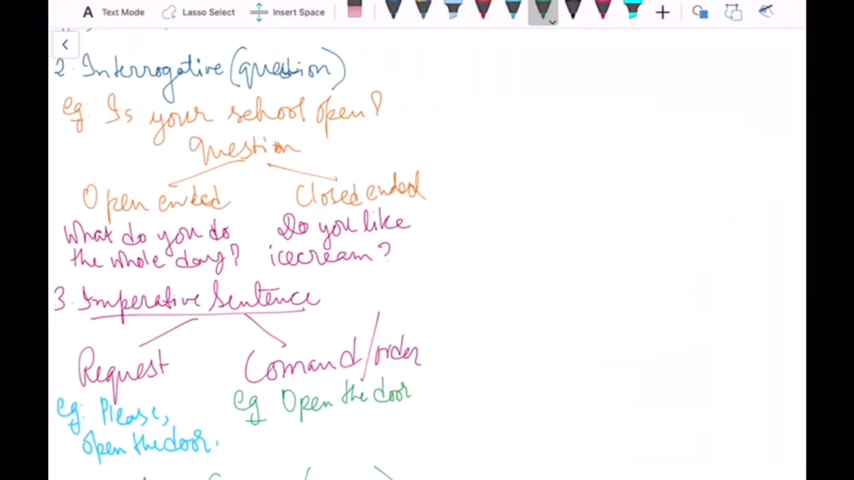 Text Mode Lasso Select Insert Space
2. Interrogative (question)
eg Is your school open?
Question
Open ended Closed ended
What do you do Do you like
the whole day? icecream?
3. Imperative Sentence
Request Comand/order
eg: Please, eg: Open the door
open the door.